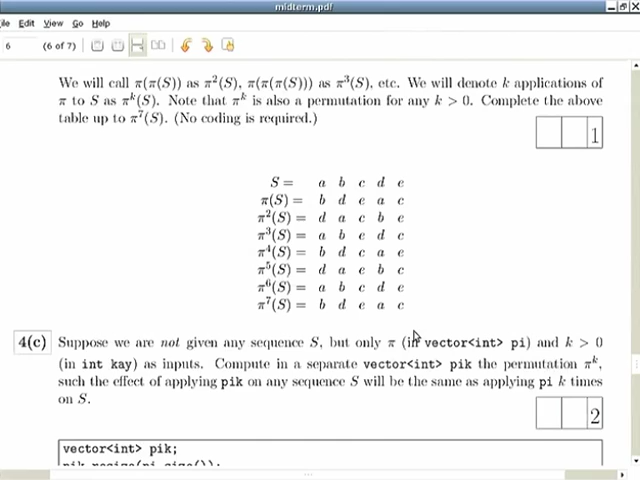 midterm.pdf
ile Edit View Go Help
6 (6 of 7)
We will call π(π(S)) as π²(S), π(π(π(S))) as π³(S), etc. We will denote k applications of
π to S as πᵏ(S). Note that πᵏ is also a permutation for any k > 0. Complete the above
table up to π⁷(S). (No coding is required.)
1
S = a b c d e
π(S) = b d e a c
π²(S) = d a c b e
π³(S) = a b e d c
π⁴(S) = b d c a e
π⁵(S) = d a e b c
π⁶(S) = a b c d e
π⁷(S) = b d e a c
4(c) Suppose we are not given any sequence S, but only π (in vector<int> pi) and k > 0
(in int kay) as inputs. Compute in a separate vector<int> pik the permutation πᵏ,
such the effect of applying pik on any sequence S will be the same as applying pi k times
on S.
2
vector<int> pik;
pik.resize(pi.size());